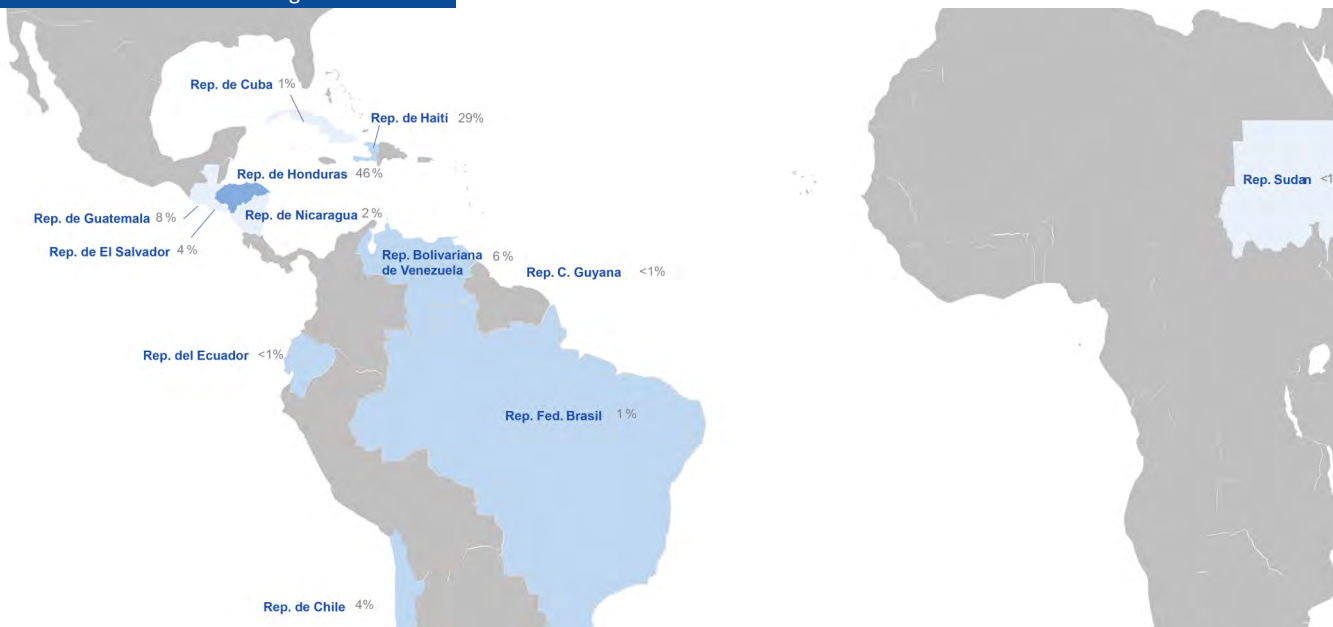 Rep. de Cuba 1%
Rep. de Haiti 29%
Rep. de Honduras 46%
Rep. de Guatemala 8%
Rep. de Nicaragua 2%
Rep. de El Salvador 4%
Rep. Bolivariana
de Venezuela 6%
Rep. C. Guyana <1%
Rep. del Ecuador <1%
Rep. Fed. Brasil 1%
Rep. de Chile 4%
Rep. Sudan <1